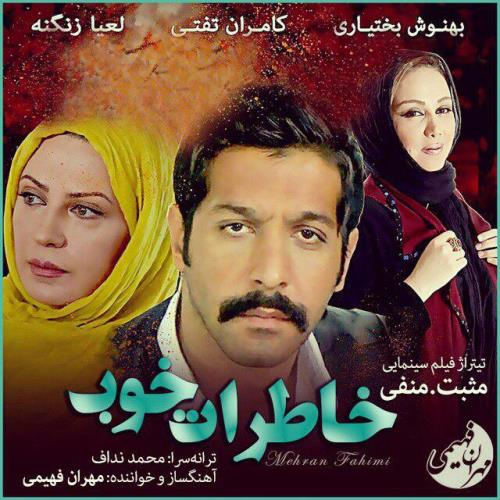 بهنوش بختیاری کامران تفتی لعیا زنگنه
تیتراژ فیلم سینمایی
مثبت.منفی
خاطرات خوب
Mehran Fahimi
ترانه‌سرا: محمد نداف
آهنگساز و خواننده: مهران فهیمی
مهران فهیمی